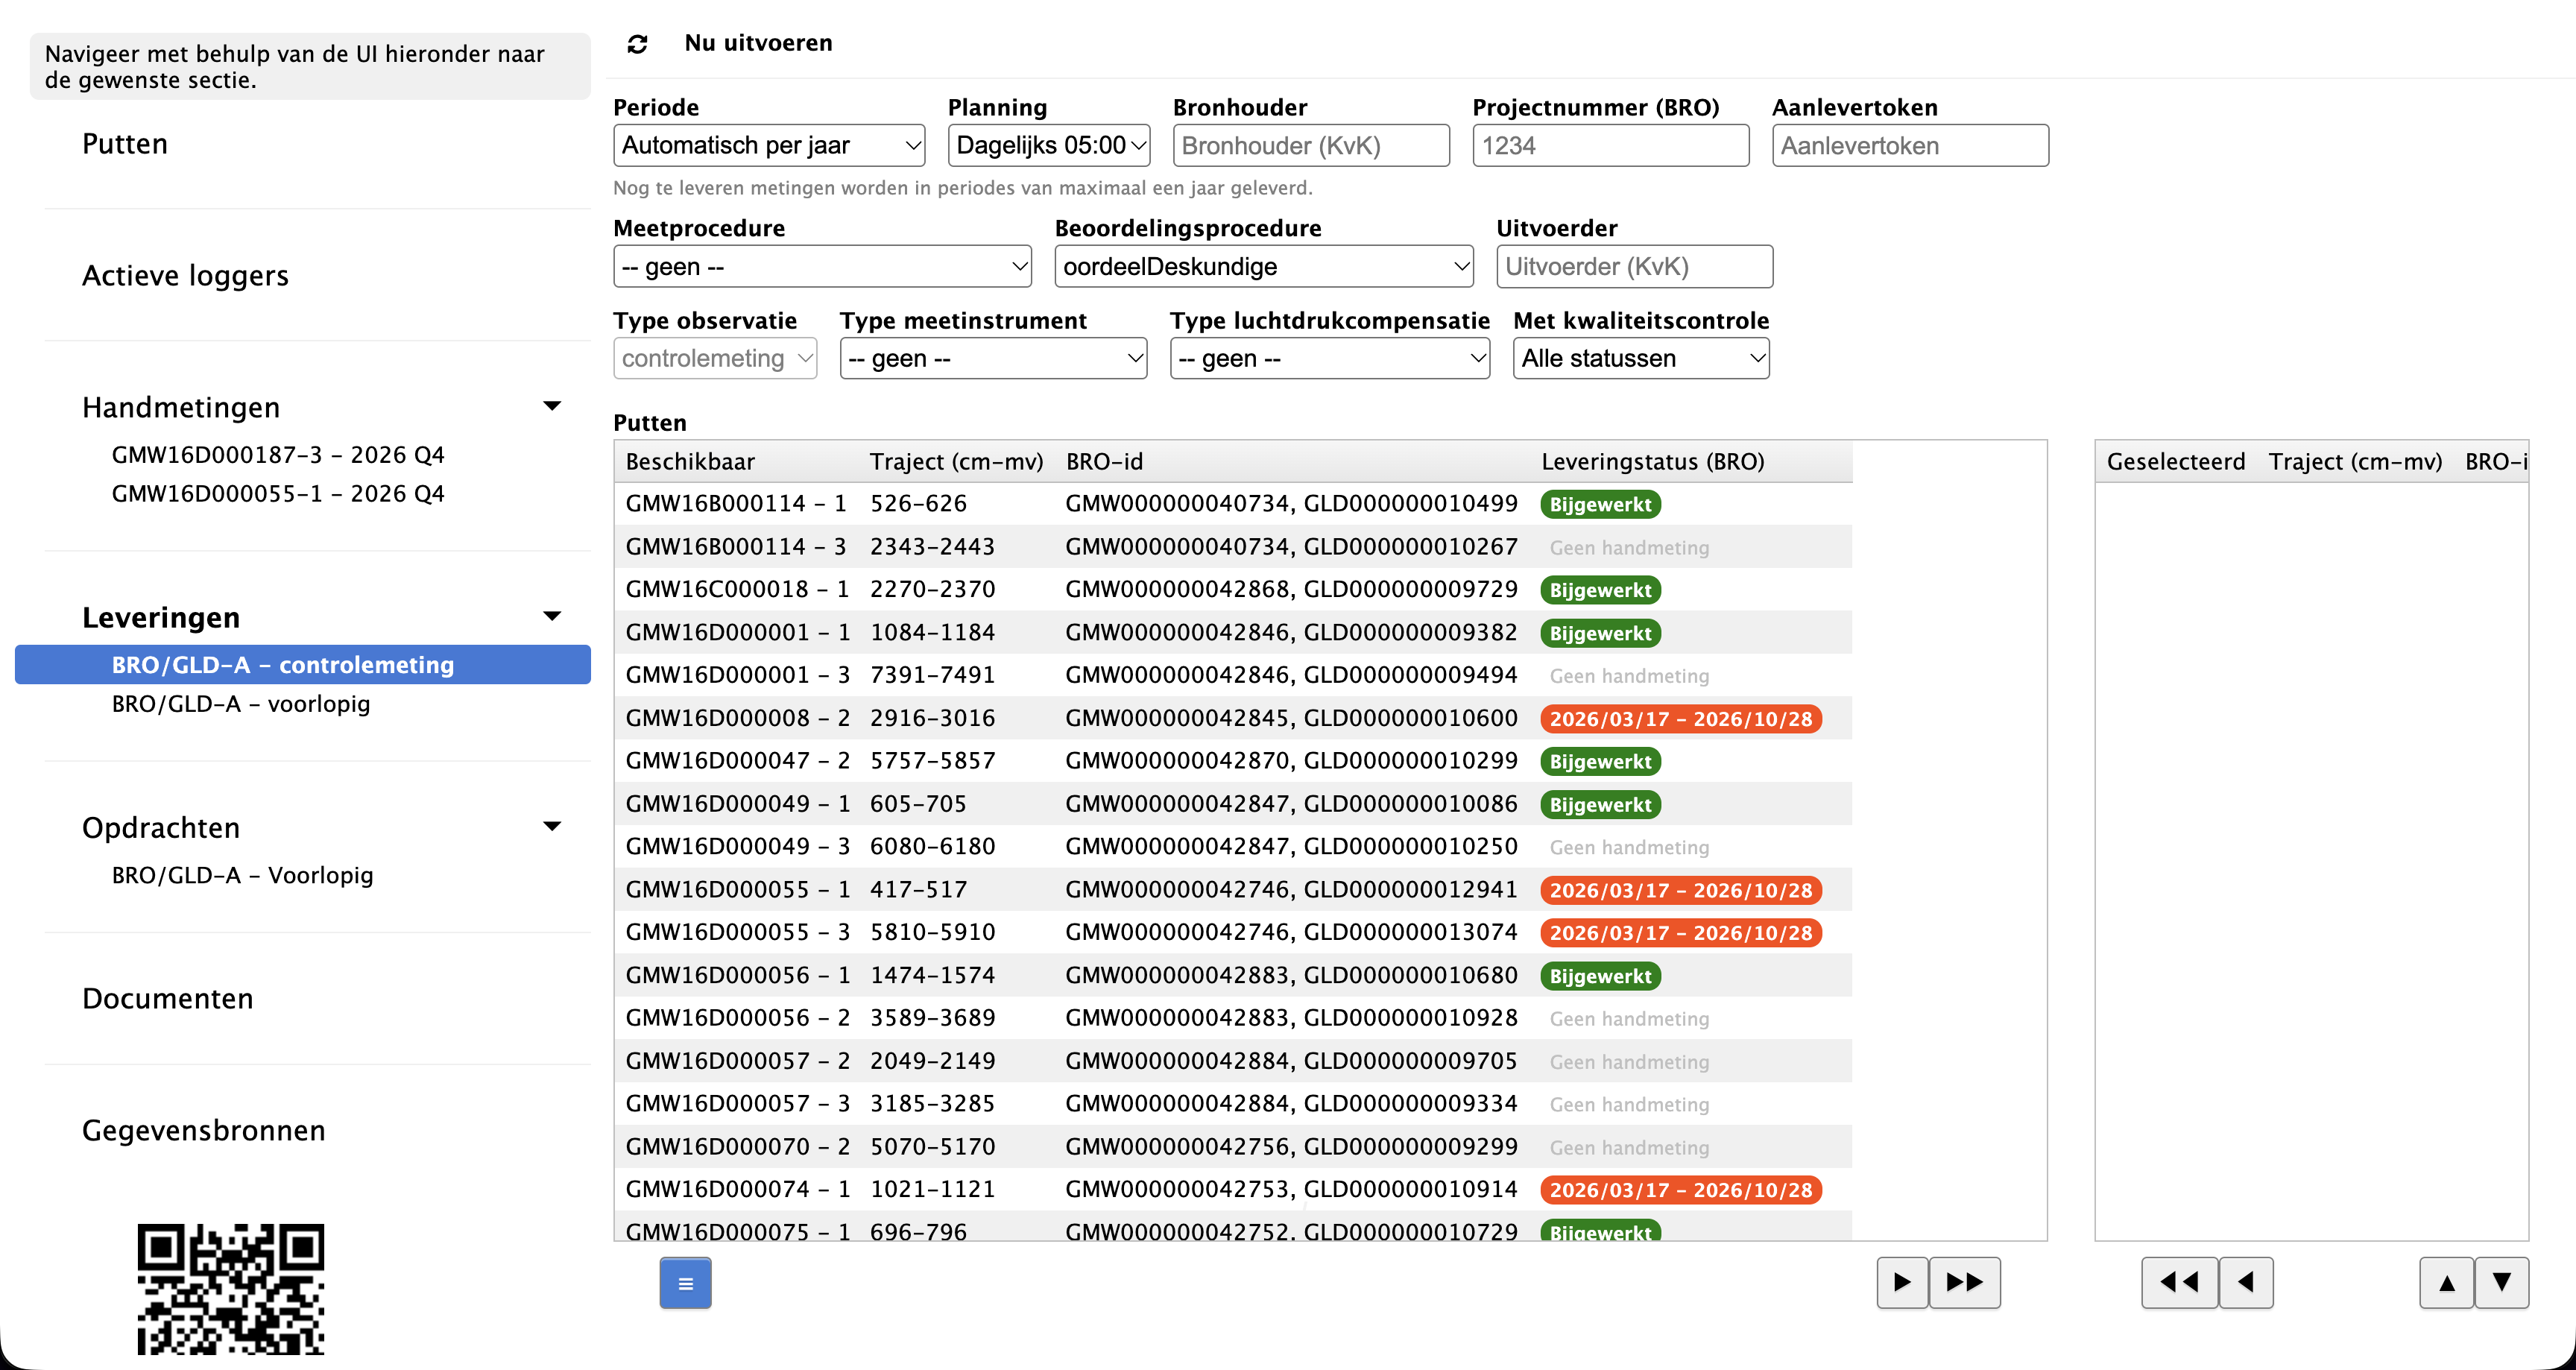 Navigeer met behulp van de UI hieronder naar
de gewenste sectie.
Putten
Actieve loggers
Handmetingen
GMW16D000187-3 – 2026 Q4
GMW16D000055-1 – 2026 Q4
Leveringen
BRO/GLD-A – controlemeting
BRO/GLD-A – voorlopig
Opdrachten
BRO/GLD-A – Voorlopig
Documenten
Gegevensbronnen
Nu uitvoeren
Periode Planning Bronhouder Projectnummer (BRO) Aanlevertoken
Automatisch per jaar Dagelijks 05:00 Bronhouder (KvK) 1234 Aanlevertoken
Nog te leveren metingen worden in periodes van maximaal een jaar geleverd.
Meetprocedure Beoordelingsprocedure Uitvoerder
-- geen -- oordeelDeskundige Uitvoerder (KvK)
Type observatie Type meetinstrument Type luchtdrukcompensatie Met kwaliteitscontrole
controlemeting -- geen -- -- geen -- Alle statussen
Putten
Beschikbaar Traject (cm-mv) BRO-id Leveringstatus (BRO)
GMW16B000114 – 1 526-626 GMW000000040734, GLD000000010499 Bijgewerkt
GMW16B000114 – 3 2343-2443 GMW000000040734, GLD000000010267 Geen handmeting
GMW16C000018 – 1 2270-2370 GMW000000042868, GLD000000009729 Bijgewerkt
GMW16D000001 – 1 1084-1184 GMW000000042846, GLD000000009382 Bijgewerkt
GMW16D000001 – 3 7391-7491 GMW000000042846, GLD000000009494 Geen handmeting
GMW16D000008 – 2 2916-3016 GMW000000042845, GLD000000010600 2026/03/17 – 2026/10/28
GMW16D000047 – 2 5757-5857 GMW000000042870, GLD000000010299 Bijgewerkt
GMW16D000049 – 1 605-705 GMW000000042847, GLD000000010086 Bijgewerkt
GMW16D000049 – 3 6080-6180 GMW000000042847, GLD000000010250 Geen handmeting
GMW16D000055 – 1 417-517 GMW000000042746, GLD000000012941 2026/03/17 – 2026/10/28
GMW16D000055 – 3 5810-5910 GMW000000042746, GLD000000013074 2026/03/17 – 2026/10/28
GMW16D000056 – 1 1474-1574 GMW000000042883, GLD000000010680 Bijgewerkt
GMW16D000056 – 2 3589-3689 GMW000000042883, GLD000000010928 Geen handmeting
GMW16D000057 – 2 2049-2149 GMW000000042884, GLD000000009705 Geen handmeting
GMW16D000057 – 3 3185-3285 GMW000000042884, GLD000000009334 Geen handmeting
GMW16D000070 – 2 5070-5170 GMW000000042756, GLD000000009299 Geen handmeting
GMW16D000074 – 1 1021-1121 GMW000000042753, GLD000000010914 2026/03/17 – 2026/10/28
GMW16D000075 – 1 696-796 GMW000000042752, GLD000000010729 Bijgewerkt
Geselecteerd Traject (cm-mv) BRO-i